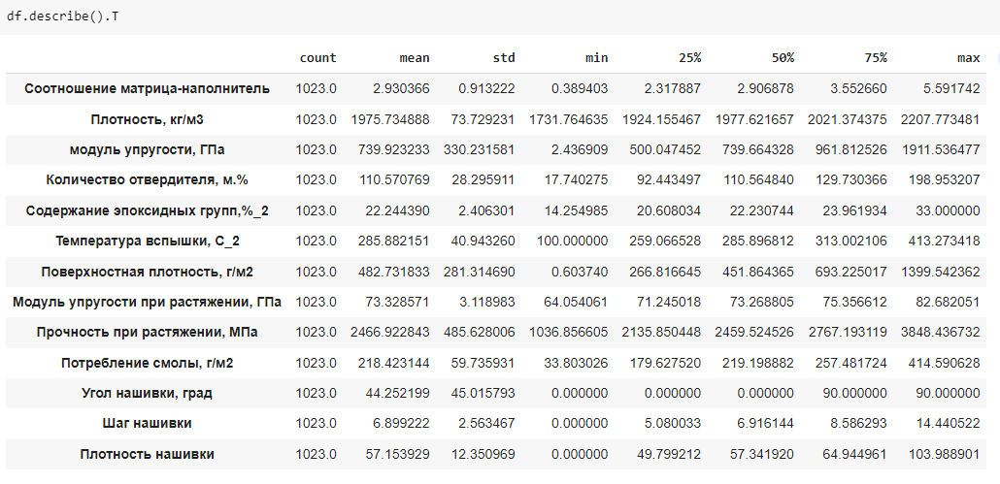 df.describe().T
count mean std min 25% 50% 75% max
Соотношение матрица-наполнитель 1023.0 2.930366 0.913222 0.389403 2.317887 2.906878 3.552660 5.591742
Плотность, кг/м3 1023.0 1975.734888 73.729231 1731.764635 1924.155467 1977.621657 2021.374375 2207.773481
модуль упругости, ГПа 1023.0 739.923233 330.231581 2.436909 500.047452 739.664328 961.812526 1911.536477
Количество отвердителя, м.% 1023.0 110.570769 28.295911 17.740275 92.443497 110.564840 129.730366 198.953207
Содержание эпоксидных групп,%_2 1023.0 22.244390 2.406301 14.254985 20.608034 22.230744 23.961934 33.000000
Температура вспышки, С_2 1023.0 285.882151 40.943260 100.000000 259.066528 285.896812 313.002106 413.273418
Поверхностная плотность, г/м2 1023.0 482.731833 281.314690 0.603740 266.816645 451.864365 693.225017 1399.542362
Модуль упругости при растяжении, ГПа 1023.0 73.328571 3.118983 64.054061 71.245018 73.268805 75.356612 82.682051
Прочность при растяжении, МПа 1023.0 2466.922843 485.628006 1036.856605 2135.850448 2459.524526 2767.193119 3848.436732
Потребление смолы, г/м2 1023.0 218.423144 59.735931 33.803026 179.627520 219.198882 257.481724 414.590628
Угол нашивки, град 1023.0 44.252199 45.015793 0.000000 0.000000 0.000000 90.000000 90.000000
Шаг нашивки 1023.0 6.899222 2.563467 0.000000 5.080033 6.916144 8.586293 14.440522
Плотность нашивки 1023.0 57.153929 12.350969 0.000000 49.799212 57.341920 64.944961 103.988901